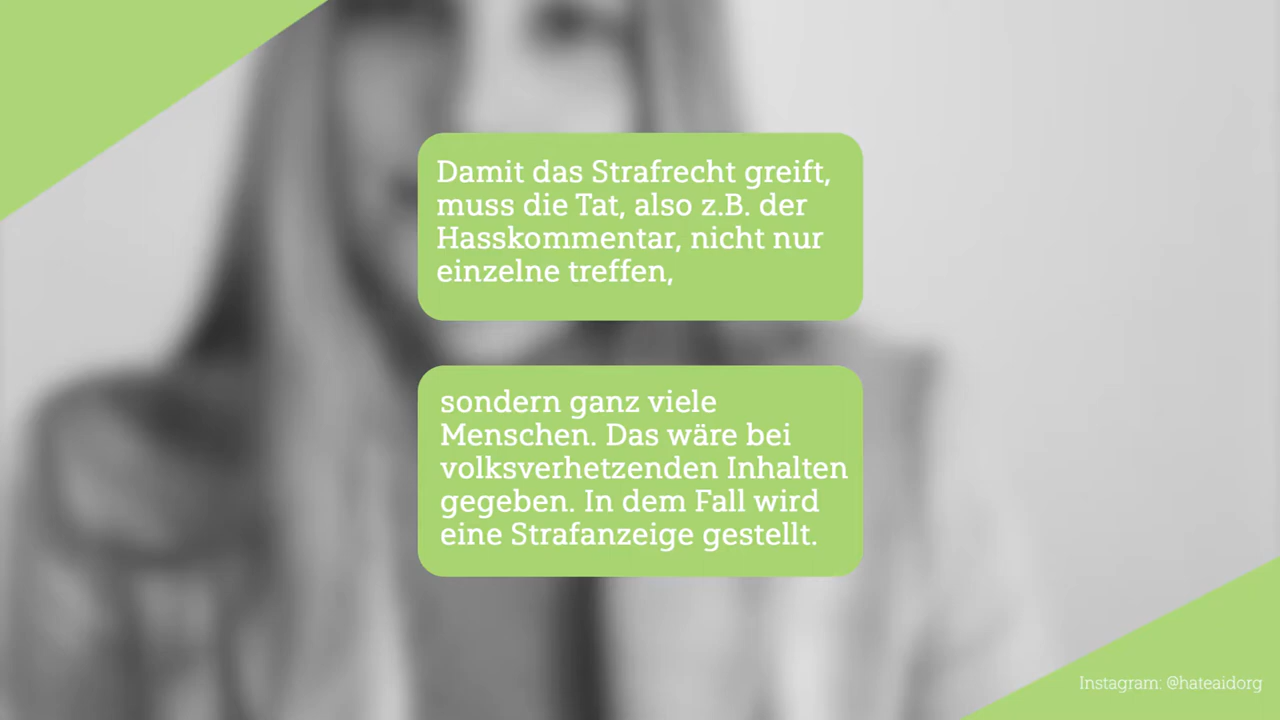 Damit das Strafrecht greift,
muss die Tat, also z.B. der
Hasskommentar, nicht nur
einzelne treffen,
sondern ganz viele
Menschen. Das wäre bei
volksverhetzenden Inhalten
gegeben. In dem Fall wird
eine Strafanzeige gestellt.
Instagram: @hateaidorg